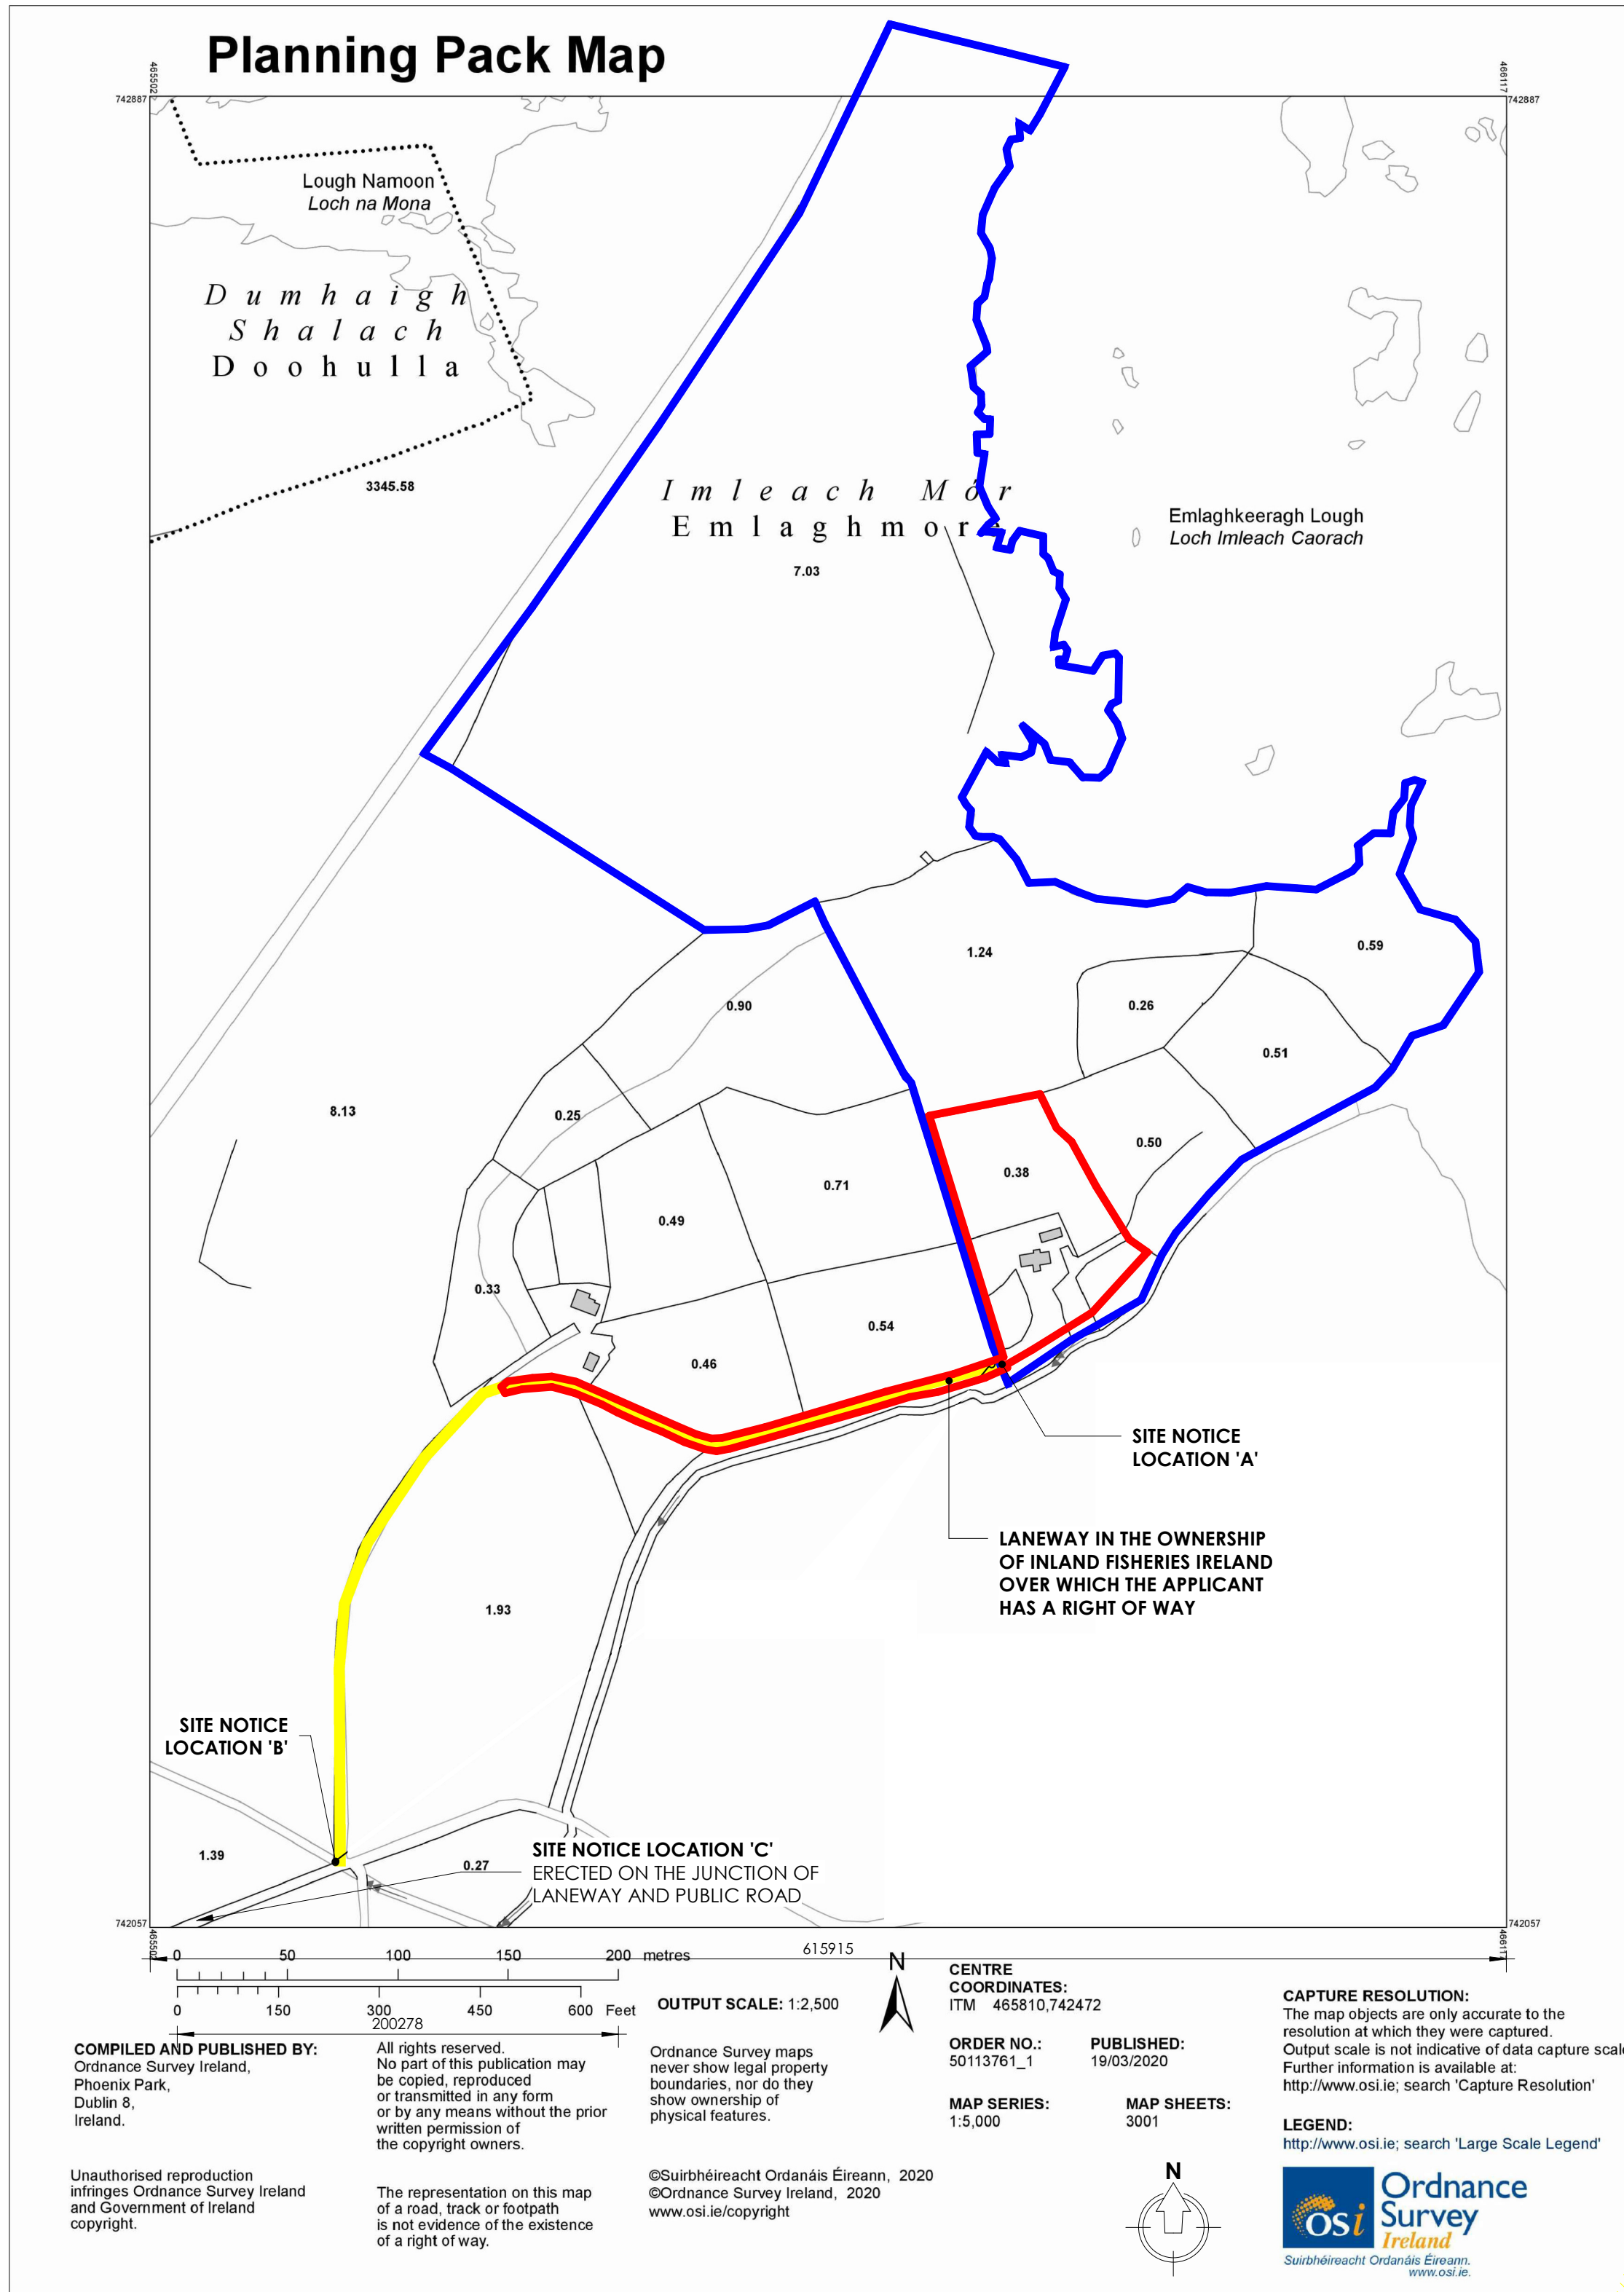 Planning Pack Map
465502
466117
742887
742887
Lough Namoon
Loch na Mona
Dumhaigh
Shalach
Doohulla
3345.58
Imleach Mór
Emlaghmore
7.03
Emlaghkeeragh Lough
Loch Imleach Caorach
1.24
0.59
0.90
0.26
0.51
8.13
0.25
0.50
0.38
0.71
0.49
0.33
0.54
0.46
SITE NOTICE
LOCATION 'A'
LANEWAY IN THE OWNERSHIP
OF INLAND FISHERIES IRELAND
OVER WHICH THE APPLICANT
HAS A RIGHT OF WAY
1.93
SITE NOTICE
LOCATION 'B'
1.39
0.27
SITE NOTICE LOCATION 'C'
ERECTED ON THE JUNCTION OF
LANEWAY AND PUBLIC ROAD
742057
742057
0 50 100 150 200 metres
615915
0 150 300 450 600 Feet
200278
OUTPUT SCALE: 1:2,500
N
CENTRE
COORDINATES:
ITM 465810,742472
ORDER NO.:
50113761_1
PUBLISHED:
19/03/2020
MAP SERIES:
1:5,000
MAP SHEETS:
3001
CAPTURE RESOLUTION:
The map objects are only accurate to the
resolution at which they were captured.
Output scale is not indicative of data capture scale
Further information is available at:
http://www.osi.ie; search 'Capture Resolution'
LEGEND:
http://www.osi.ie; search 'Large Scale Legend'
COMPILED AND PUBLISHED BY:
Ordnance Survey Ireland,
Phoenix Park,
Dublin 8,
Ireland.
Unauthorised reproduction
infringes Ordnance Survey Ireland
and Government of Ireland
copyright.
All rights reserved.
No part of this publication may
be copied, reproduced
or transmitted in any form
or by any means without the prior
written permission of
the copyright owners.
The representation on this map
of a road, track or footpath
is not evidence of the existence
of a right of way.
Ordnance Survey maps
never show legal property
boundaries, nor do they
show ownership of
physical features.
©Suirbhéireacht Ordanáis Éireann, 2020
©Ordnance Survey Ireland, 2020
www.osi.ie/copyright
N
osi
Ordnance
Survey
Ireland
Suirbhéireacht Ordanáis Éireann.
www.osi.ie.